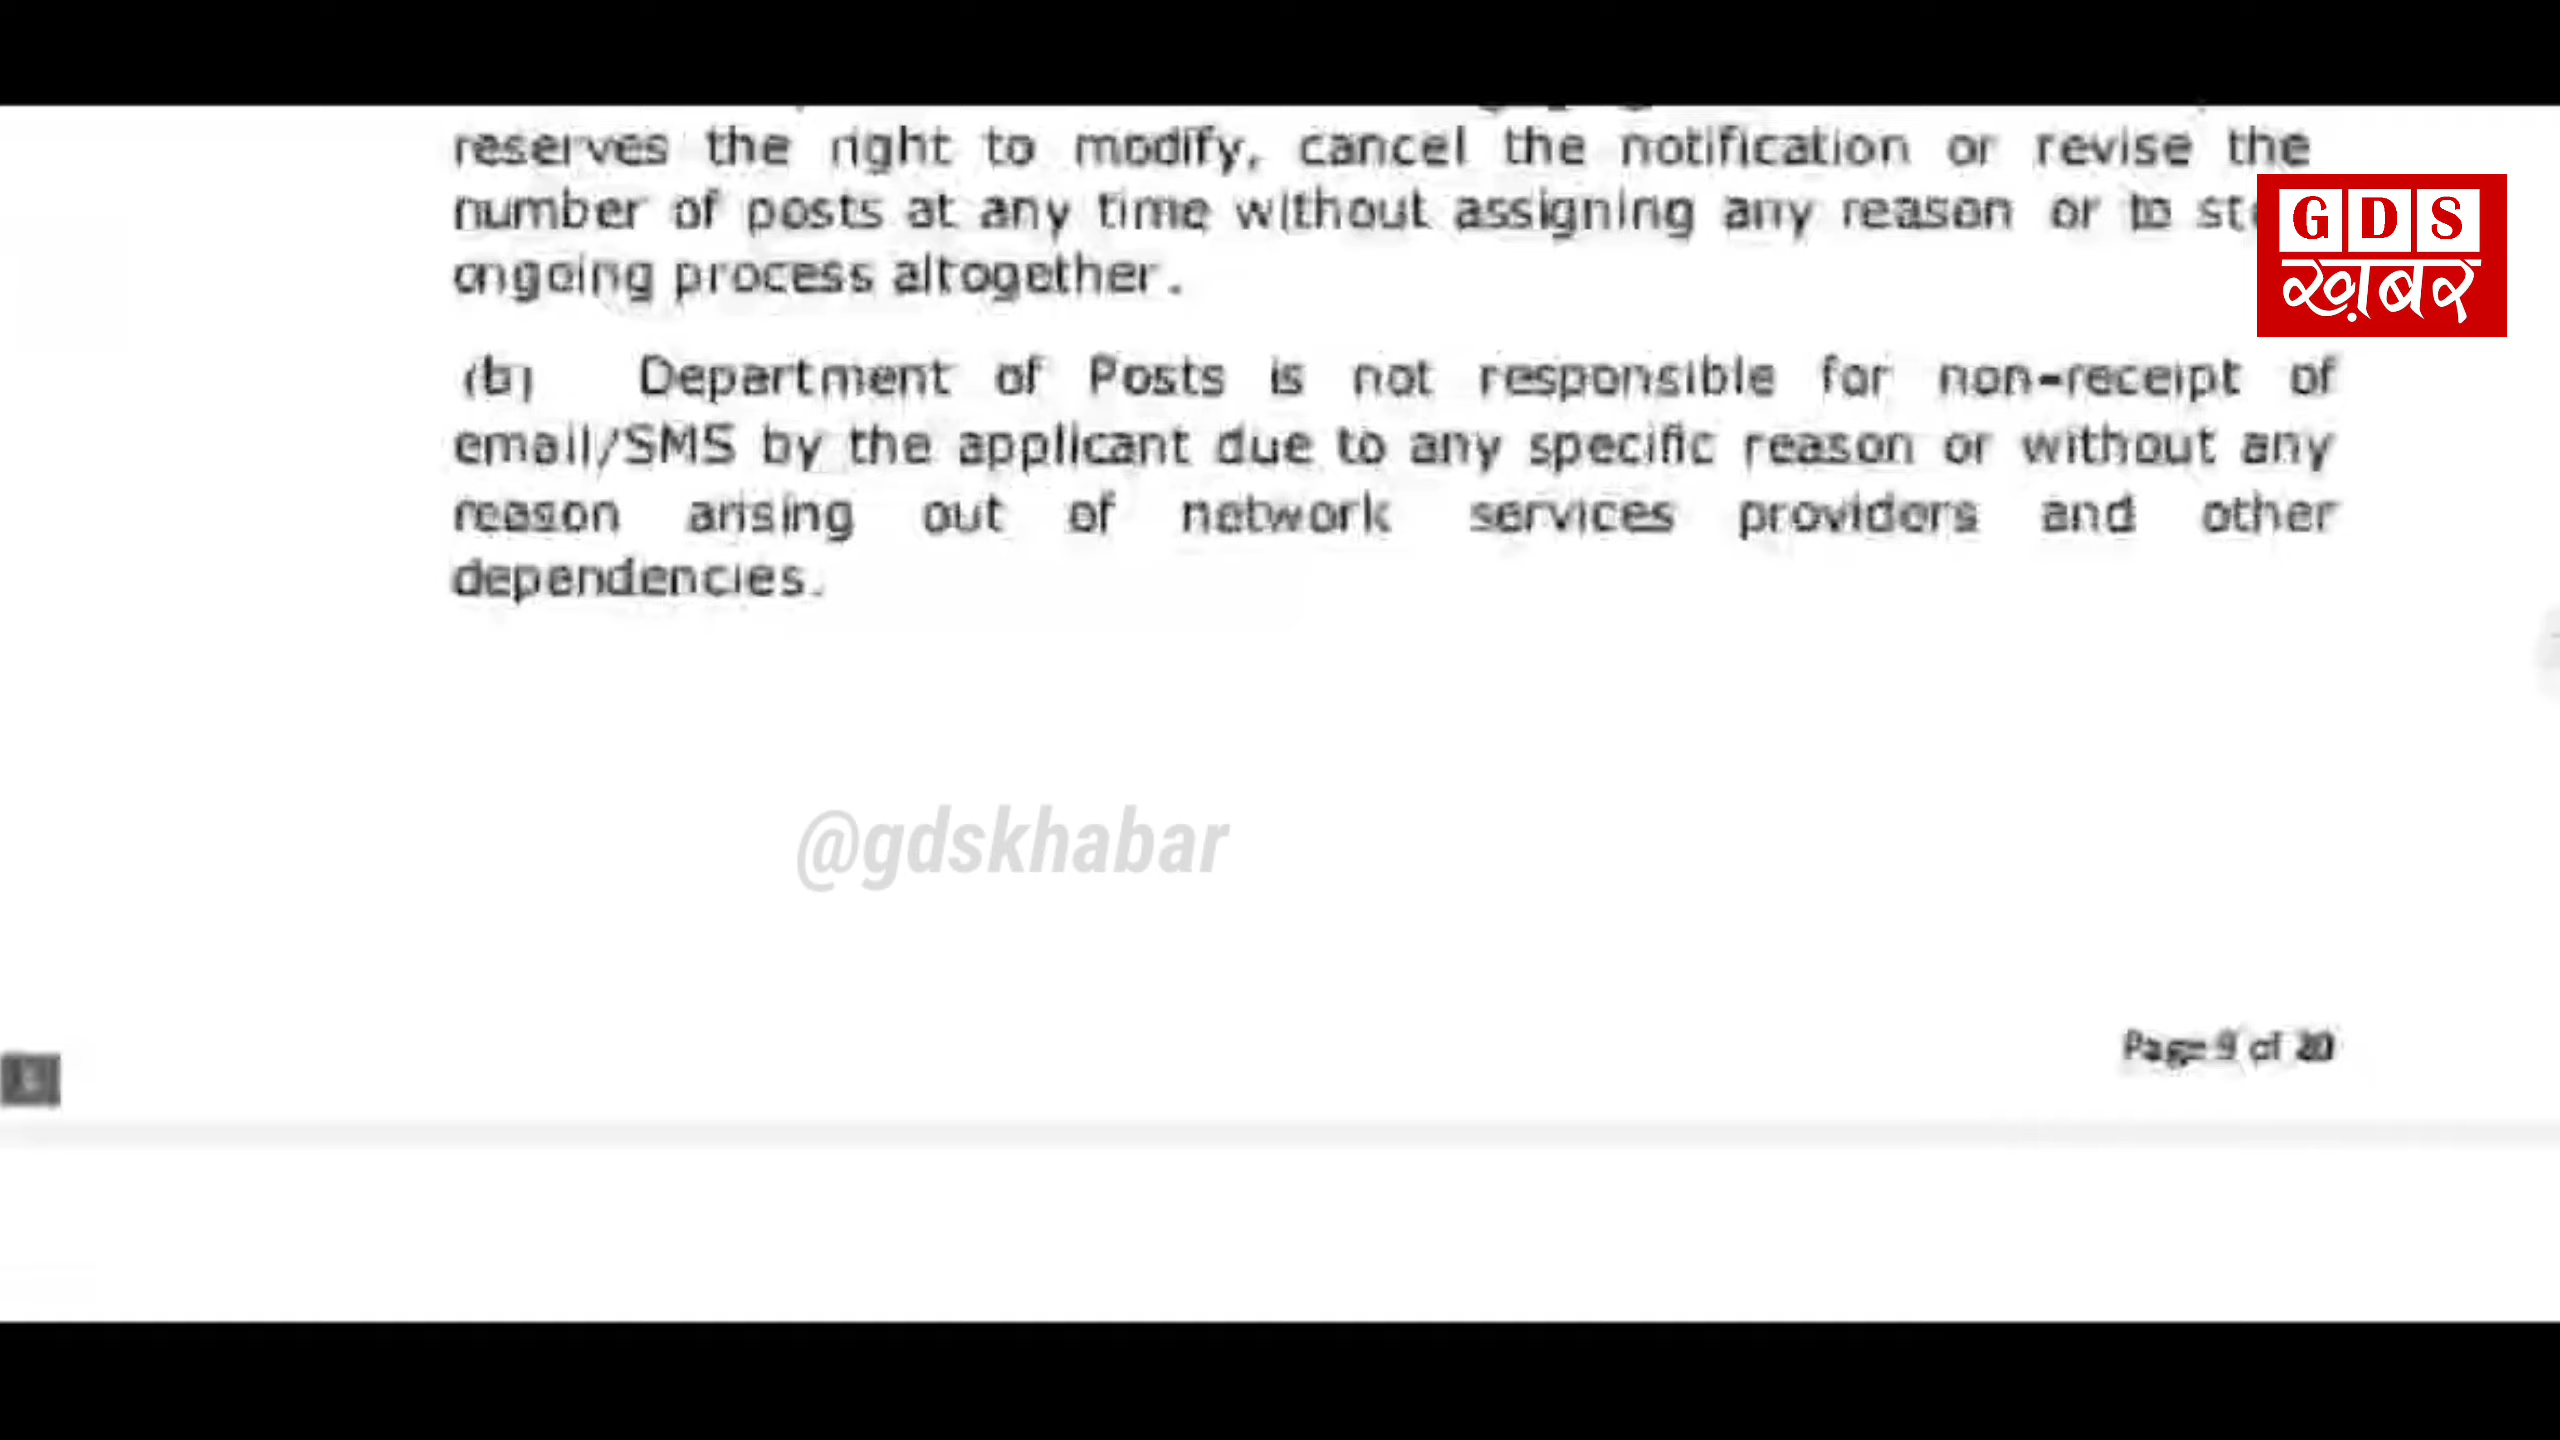 reserves the right to modify, cancel the notification or revise the
number of posts at any time without assigning any reason or to
ongoing process altogether.
(b) Department of Posts is not responsible for non-receipt of
email/SMS by the applicant due to any specific reason or without any
reason arising out of network services providers and other
dependencies.
GDS
ख़बर
@gdskhabar
Page 9 of